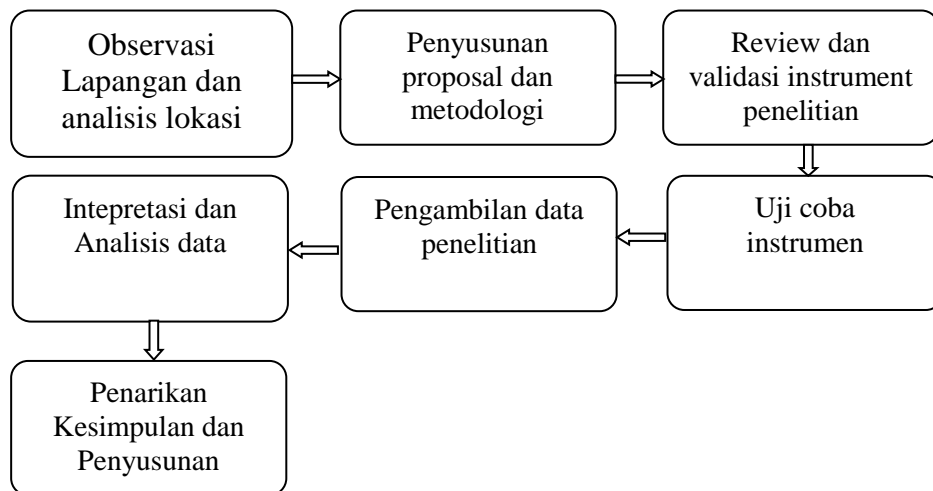 Observasi
Lapangan dan
analisis lokasi
Penyusunan
proposal dan
metodologi
Review dan
validasi instrument
penelitian
Uji coba
instrumen
Pengambilan data
penelitian
Intepretasi dan
Analisis data
Penarikan
Kesimpulan dan
Penyusunan